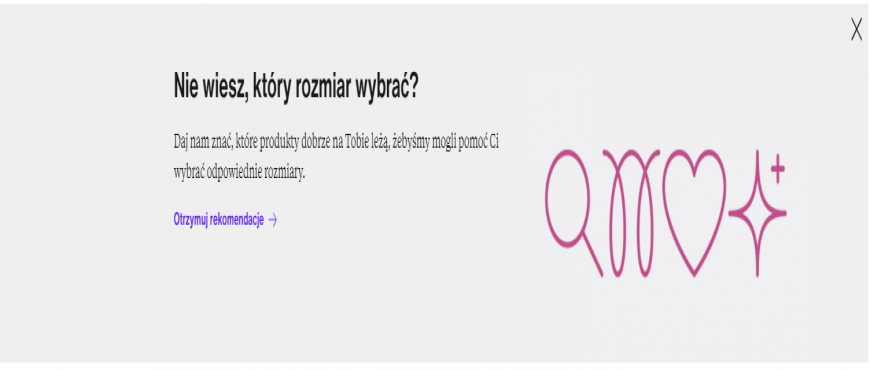 Nie wiesz, który rozmiar wybrać?
Daj nam znać, które produkty dobrze na Tobie leżą, żebyśmy mogli pomóc Ci
wybrać odpowiednie rozmiary.
Otrzymuj rekomendacje →